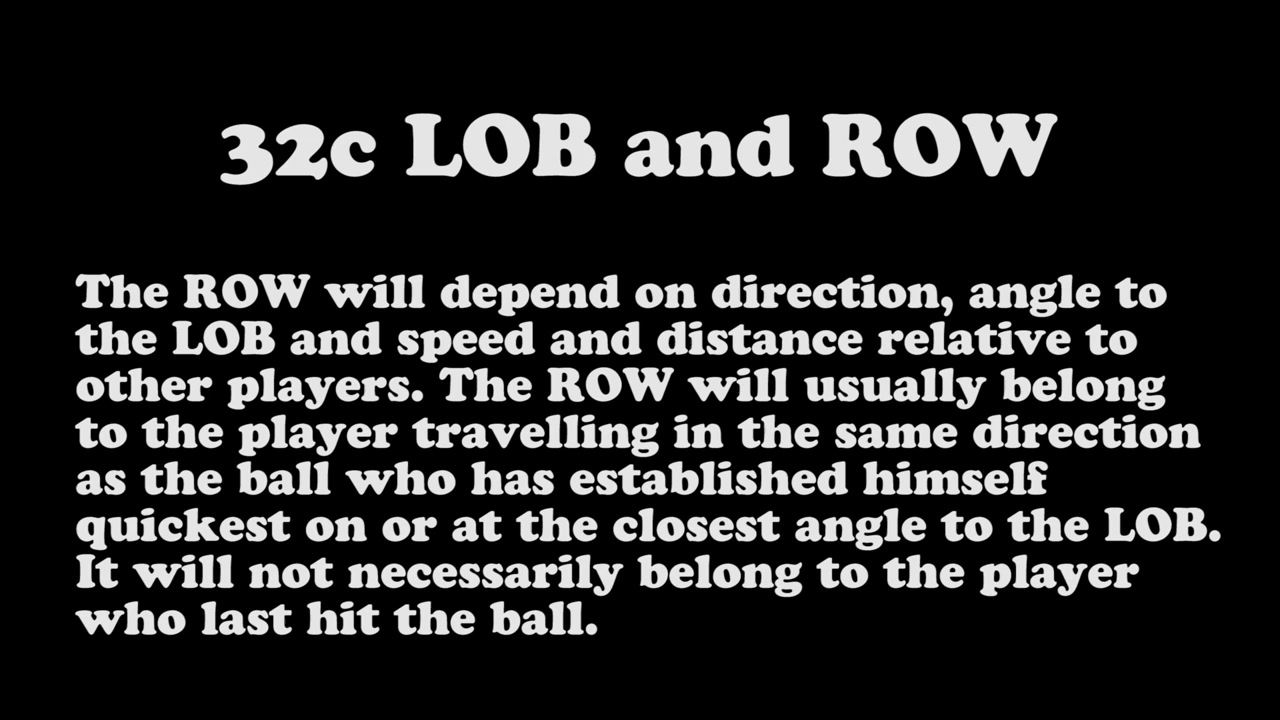 32c LOB and ROW
The ROW will depend on direction, angle to
the LOB and speed and distance relative to
other players. The ROW will usually belong
to the player travelling in the same direction
as the ball who has established himself
quickest on or at the closest angle to the LOB.
It will not necessarily belong to the player
who last hit the ball.